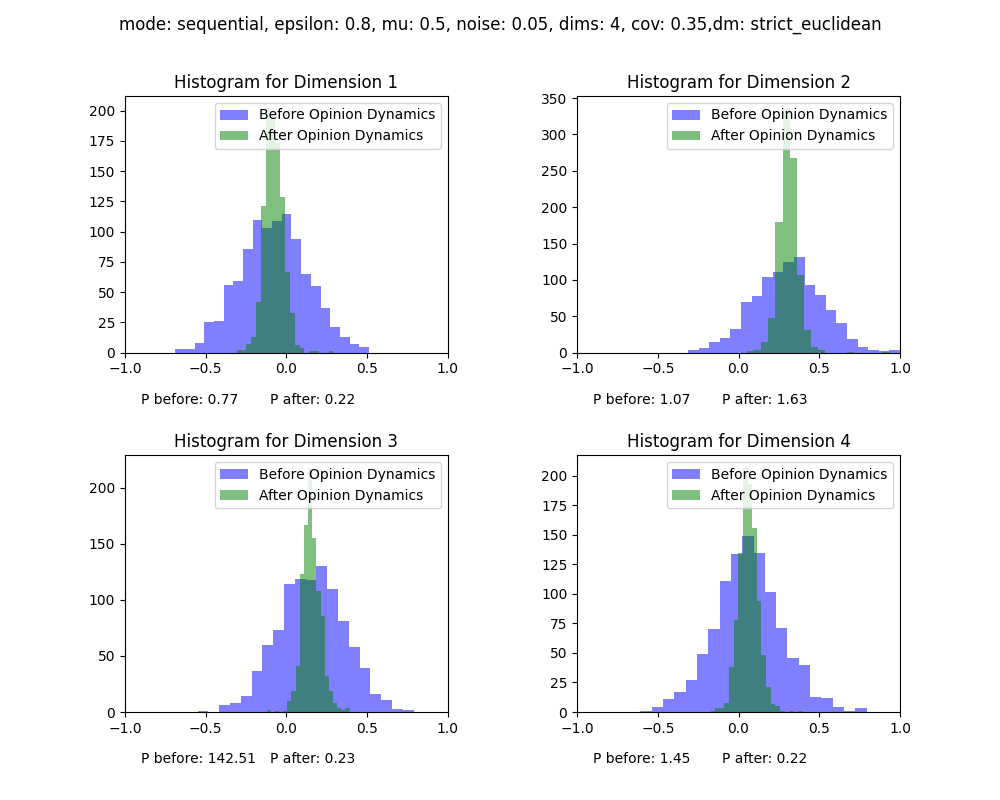 mode: sequential, epsilon: 0.8, mu: 0.5, noise: 0.05, dims: 4, cov: 0.35,dm: strict_euclidean
Histogram for Dimension 1
Before Opinion Dynamics
After Opinion Dynamics
200
175
150
125
100
75
50
25
0
−1.0 −0.5 0.0 0.5 1.0
P before: 0.77 P after: 0.22
Histogram for Dimension 2
Before Opinion Dynamics
After Opinion Dynamics
350
300
250
200
150
100
50
0
−1.0 −0.5 0.0 0.5 1.0
P before: 1.07 P after: 1.63
Histogram for Dimension 3
Before Opinion Dynamics
After Opinion Dynamics
200
150
100
50
0
−1.0 −0.5 0.0 0.5 1.0
P before: 142.51 P after: 0.23
Histogram for Dimension 4
Before Opinion Dynamics
After Opinion Dynamics
200
175
150
125
100
75
50
25
0
−1.0 −0.5 0.0 0.5 1.0
P before: 1.45 P after: 0.22